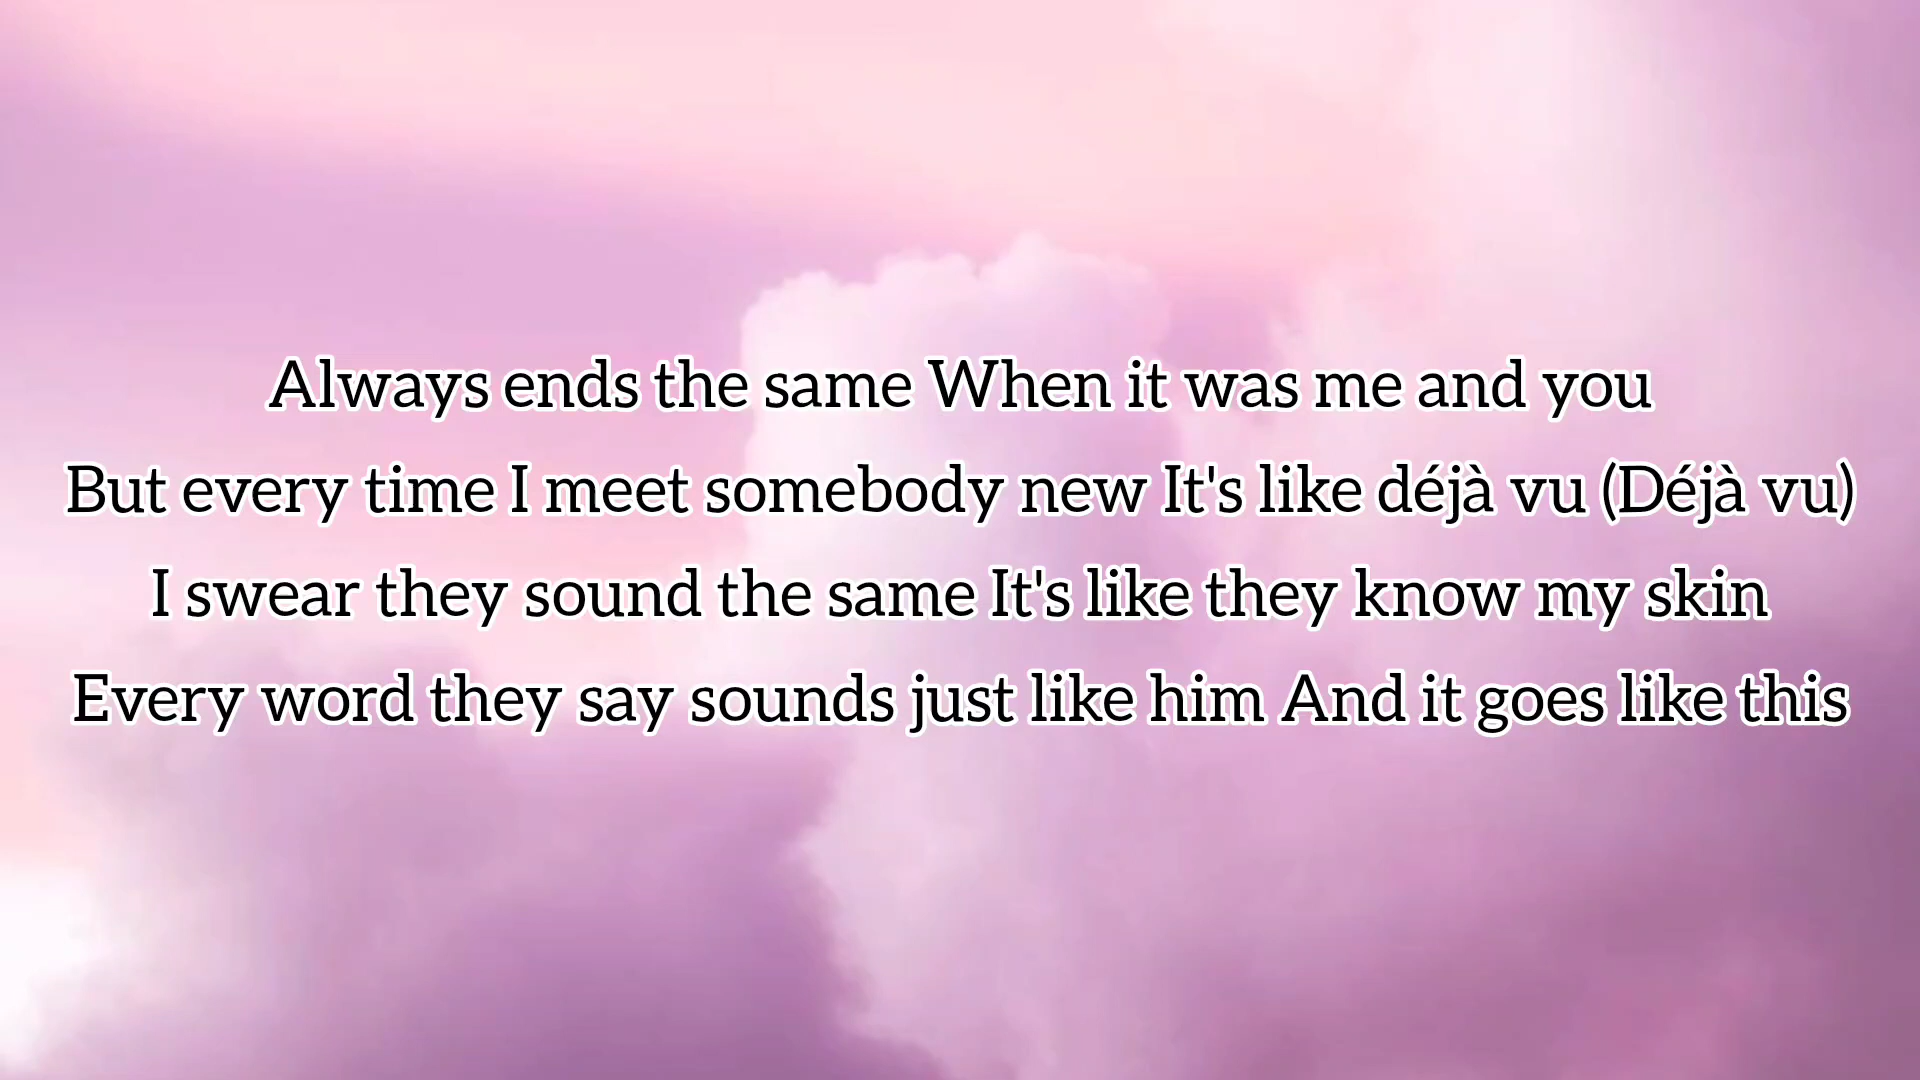 Always ends the same When it was me and you
But every time I meet somebody new It's like déjà vu (Déjà vu)
I swear they sound the same It's like they know my skin
Every word they say sounds just like him And it goes like this